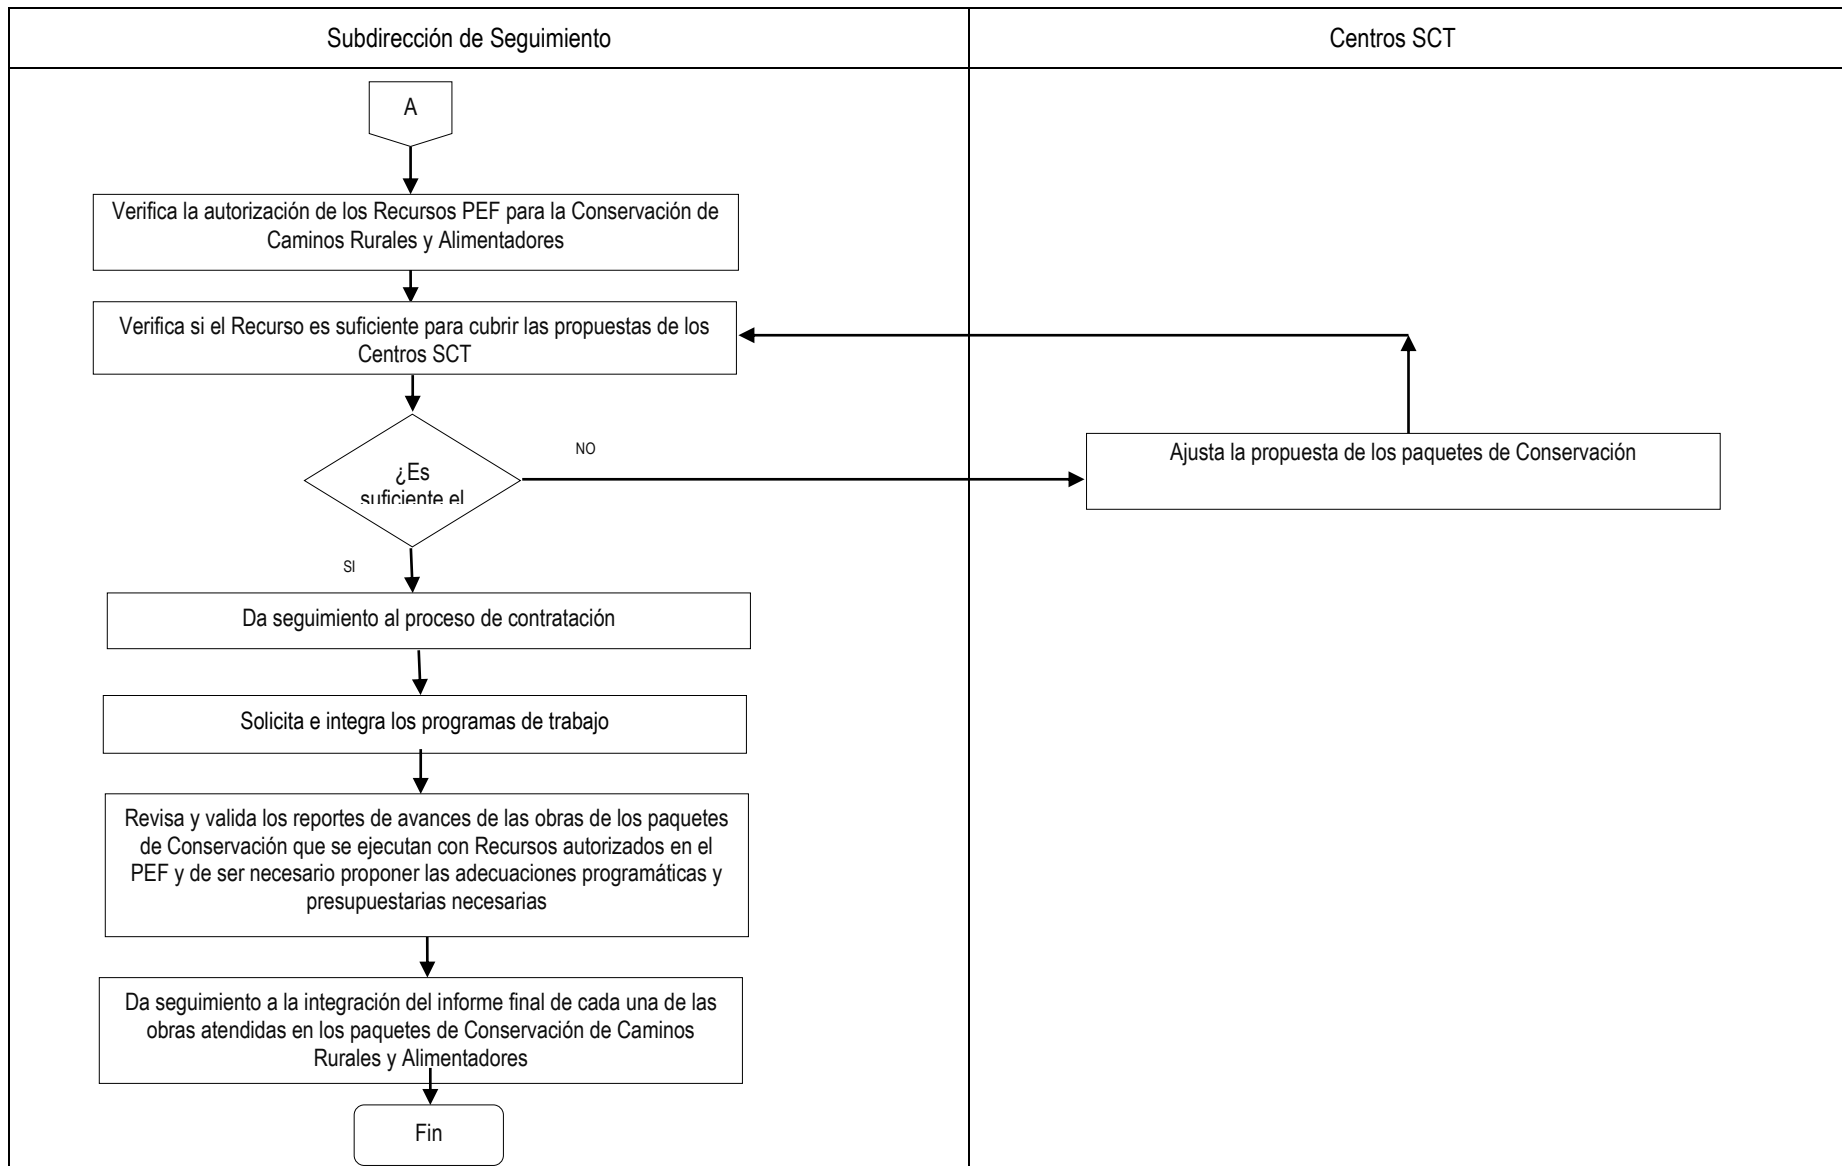 Subdirección de Seguimiento
Centros SCT
A
Verifica la autorización de los Recursos PEF para la Conservación de
Caminos Rurales y Alimentadores
Verifica si el Recurso es suficiente para cubrir las propuestas de los
Centros SCT
¿Es
suficiente el
NO
Ajusta la propuesta de los paquetes de Conservación
SI
Da seguimiento al proceso de contratación
Solicita e integra los programas de trabajo
Revisa y valida los reportes de avances de las obras de los paquetes
de Conservación que se ejecutan con Recursos autorizados en el
PEF y de ser necesario proponer las adecuaciones programáticas y
presupuestarias necesarias
Da seguimiento a la integración del informe final de cada una de las
obras atendidas en los paquetes de Conservación de Caminos
Rurales y Alimentadores
Fin